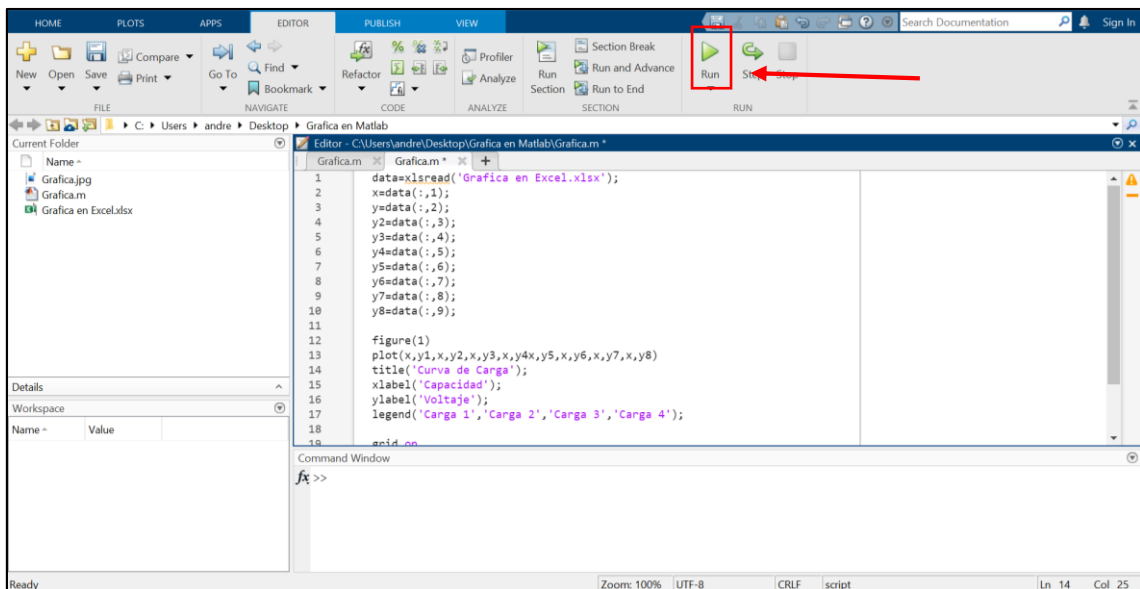 HOME PLOTS APPS EDITOR PUBLISH VIEW Search Documentation Sign In
New Open Save Compare Print Go To Find Bookmark Refactor Profiler Analyze Run Section Section Break Run and Advance Run to End Run Step Stop
FILE NAVIGATE CODE ANALYZE SECTION RUN
C: Users andre Desktop Grafica en Matlab
Current Folder
Name
Grafica.jpg
Grafica.m
Grafica en Excel.xlsx
Details
Workspace
Name Value
Editor - C:\Users\andre\Desktop\Grafica en Matlab\Grafica.m *
Grafica.m Grafica.m * +
1 data=xlsread('Grafica en Excel.xlsx');
2 x=data(:,1);
3 y=data(:,2);
4 y2=data(:,3);
5 y3=data(:,4);
6 y4=data(:,5);
7 y5=data(:,6);
8 y6=data(:,7);
9 y7=data(:,8);
10 y8=data(:,9);
11
12 figure(1)
13 plot(x,y1,x,y2,x,y3,x,y4x,y5,x,y6,x,y7,x,y8)
14 title('Curva de Carga');
15 xlabel('Capacidad');
16 ylabel('Voltaje');
17 legend('Carga 1','Carga 2','Carga 3','Carga 4');
18
19 grid on
Command Window
fx >>
Ready Zoom: 100% UTF-8 CRLF script Ln 14 Col 25